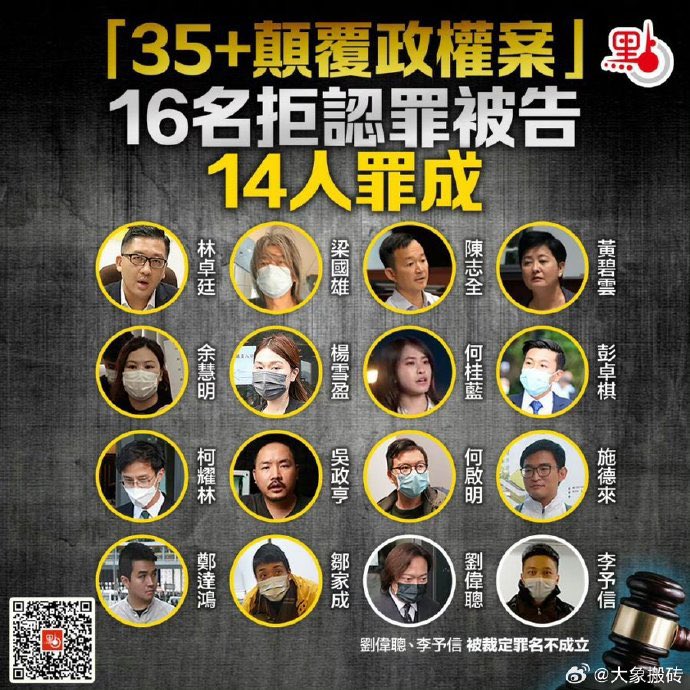 「35+顛覆政權案」
點
16名拒認罪被告
14人罪成
林卓廷
梁國雄
陳志全
黃碧雲
余慧明
楊雪盈
何桂藍
彭卓棋
柯耀林
吳政亨
何啟明
施德來
鄭達鴻
鄒家成
劉偉聰
李予信
點
劉偉聰、李予信 被裁定罪名不成立
@大象搬砖